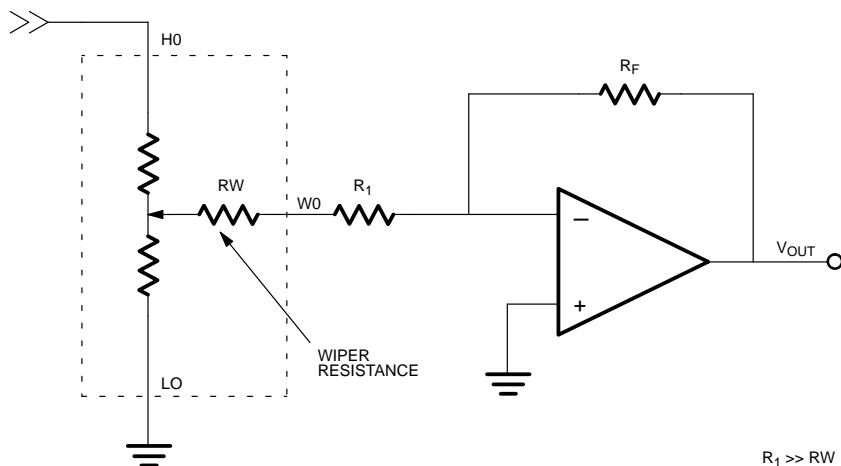 H0
RF
RW
R1
W0
−
VOUT
+
WIPER
RESISTANCE
LO
R1 >> RW